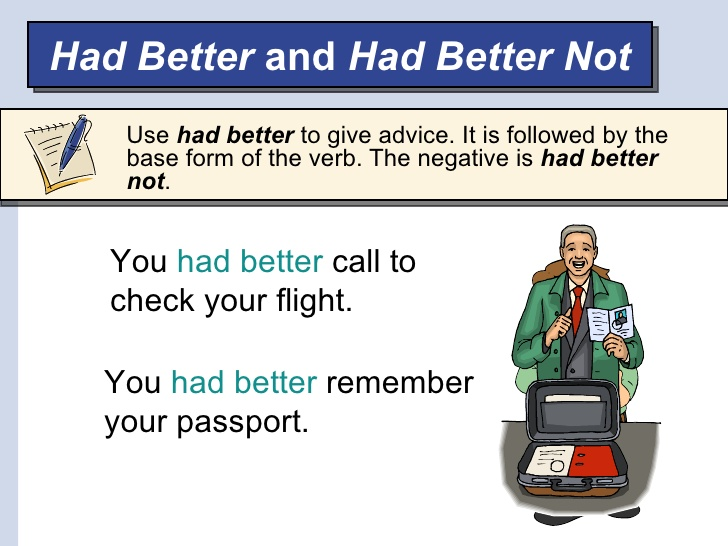 Had Better and Had Better Not
Use had better to give advice. It is followed by the
base form of the verb. The negative is had better
not.
You had better call to
check your flight.
You had better remember
your passport.